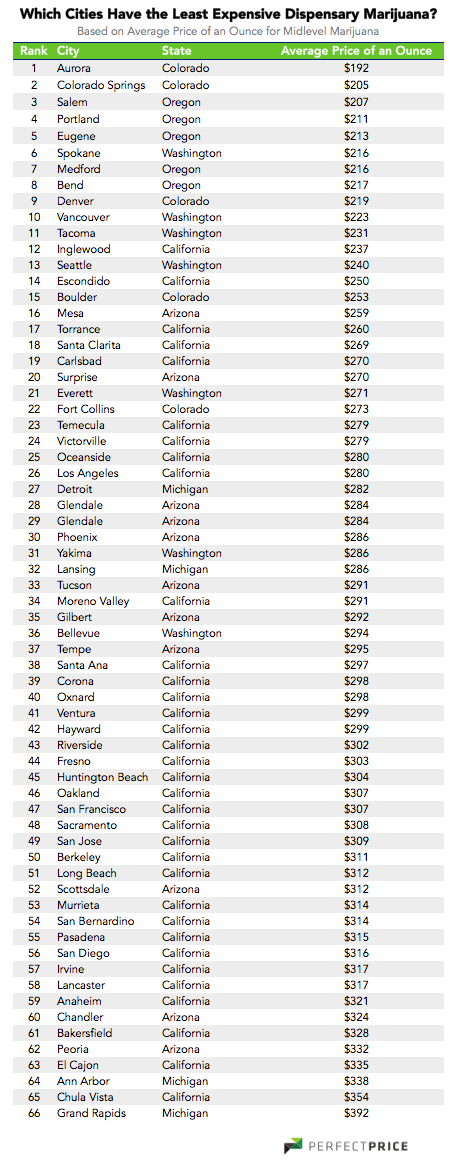 Which Cities Have the Least Expensive Dispensary Marijuana?
Based on Average Price of an Ounce for Midlevel Marijuana
Rank City State Average Price of an Ounce
1 Aurora Colorado $192
2 Colorado Springs Colorado $205
3 Salem Oregon $207
4 Portland Oregon $211
5 Eugene Oregon $213
6 Spokane Washington $216
7 Medford Oregon $216
8 Bend Oregon $217
9 Denver Colorado $219
10 Vancouver Washington $223
11 Tacoma Washington $231
12 Inglewood California $237
13 Seattle Washington $240
14 Escondido California $250
15 Boulder Colorado $253
16 Mesa Arizona $259
17 Torrance California $260
18 Santa Clarita California $269
19 Carlsbad California $270
20 Surprise Arizona $270
21 Everett Washington $271
22 Fort Collins Colorado $273
23 Temecula California $279
24 Victorville California $279
25 Oceanside California $280
26 Los Angeles California $280
27 Detroit Michigan $282
28 Glendale Arizona $284
29 Glendale Arizona $284
30 Phoenix Arizona $286
31 Yakima Washington $286
32 Lansing Michigan $286
33 Tucson Arizona $291
34 Moreno Valley California $291
35 Gilbert Arizona $292
36 Bellevue Washington $294
37 Tempe Arizona $295
38 Santa Ana California $297
39 Corona California $298
40 Oxnard California $298
41 Ventura California $299
42 Hayward California $299
43 Riverside California $302
44 Fresno California $303
45 Huntington Beach California $304
46 Oakland California $307
47 San Francisco California $307
48 Sacramento California $308
49 San Jose California $309
50 Berkeley California $311
51 Long Beach California $312
52 Scottsdale Arizona $312
53 Murrieta California $314
54 San Bernardino California $314
55 Pasadena California $315
56 San Diego California $316
57 Irvine California $317
58 Lancaster California $317
59 Anaheim California $321
60 Chandler Arizona $324
61 Bakersfield California $328
62 Peoria Arizona $332
63 El Cajon California $335
64 Ann Arbor Michigan $338
65 Chula Vista California $354
66 Grand Rapids Michigan $392
PERFECTPRICE